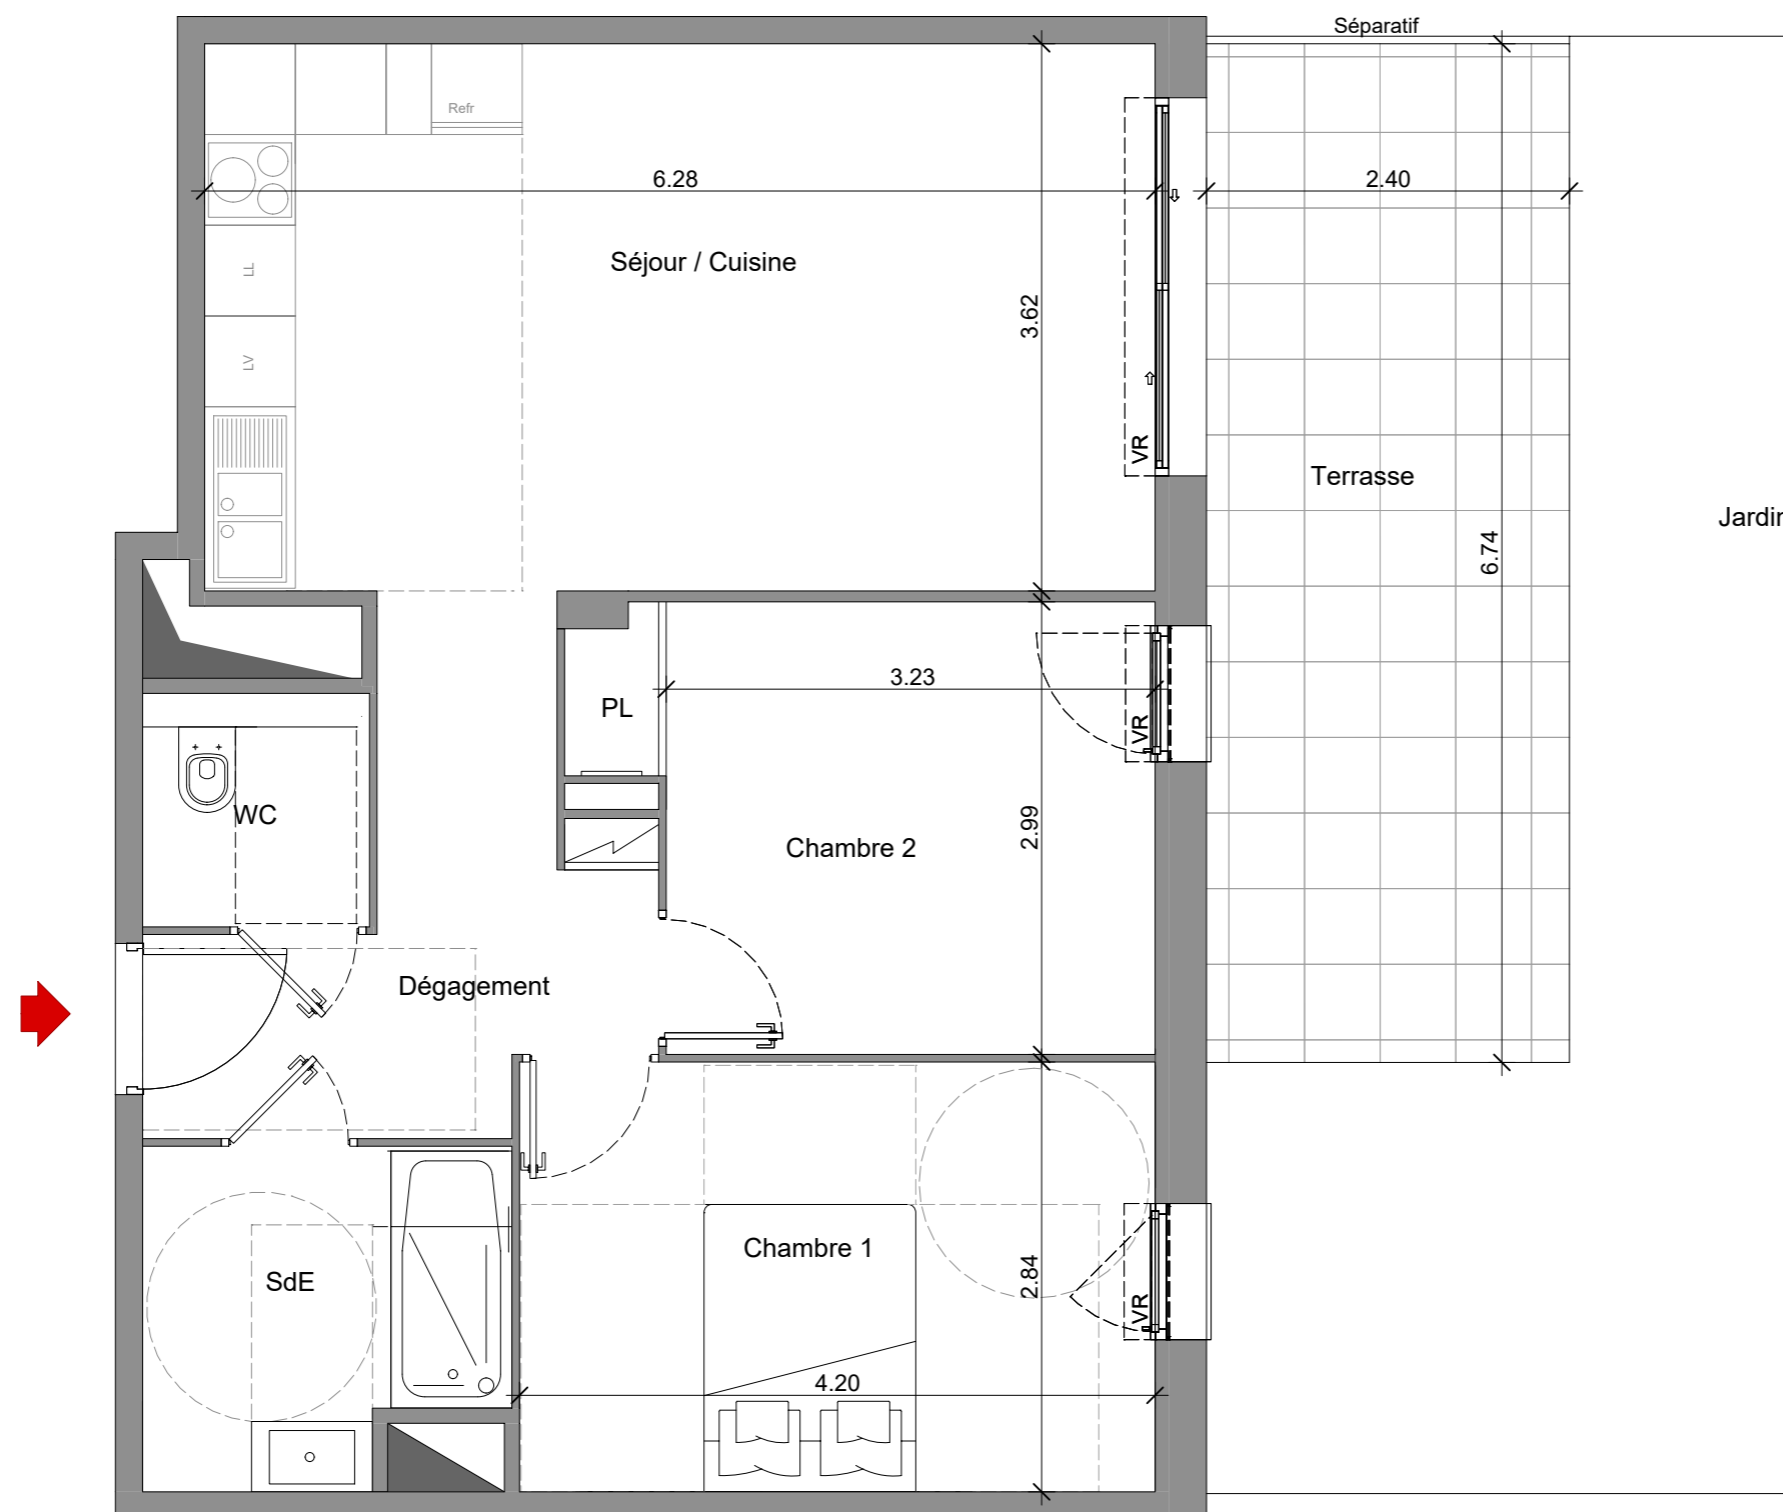 Séparatif
Refr
6.28
2.40
Séjour / Cuisine
LL
3.62
LV
VR
Terrasse
Jardin
6.74
3.23
PL
VR
WC
2.99
Chambre 2
Dégagement
Chambre 1
SdE
2.84
VR
4.20